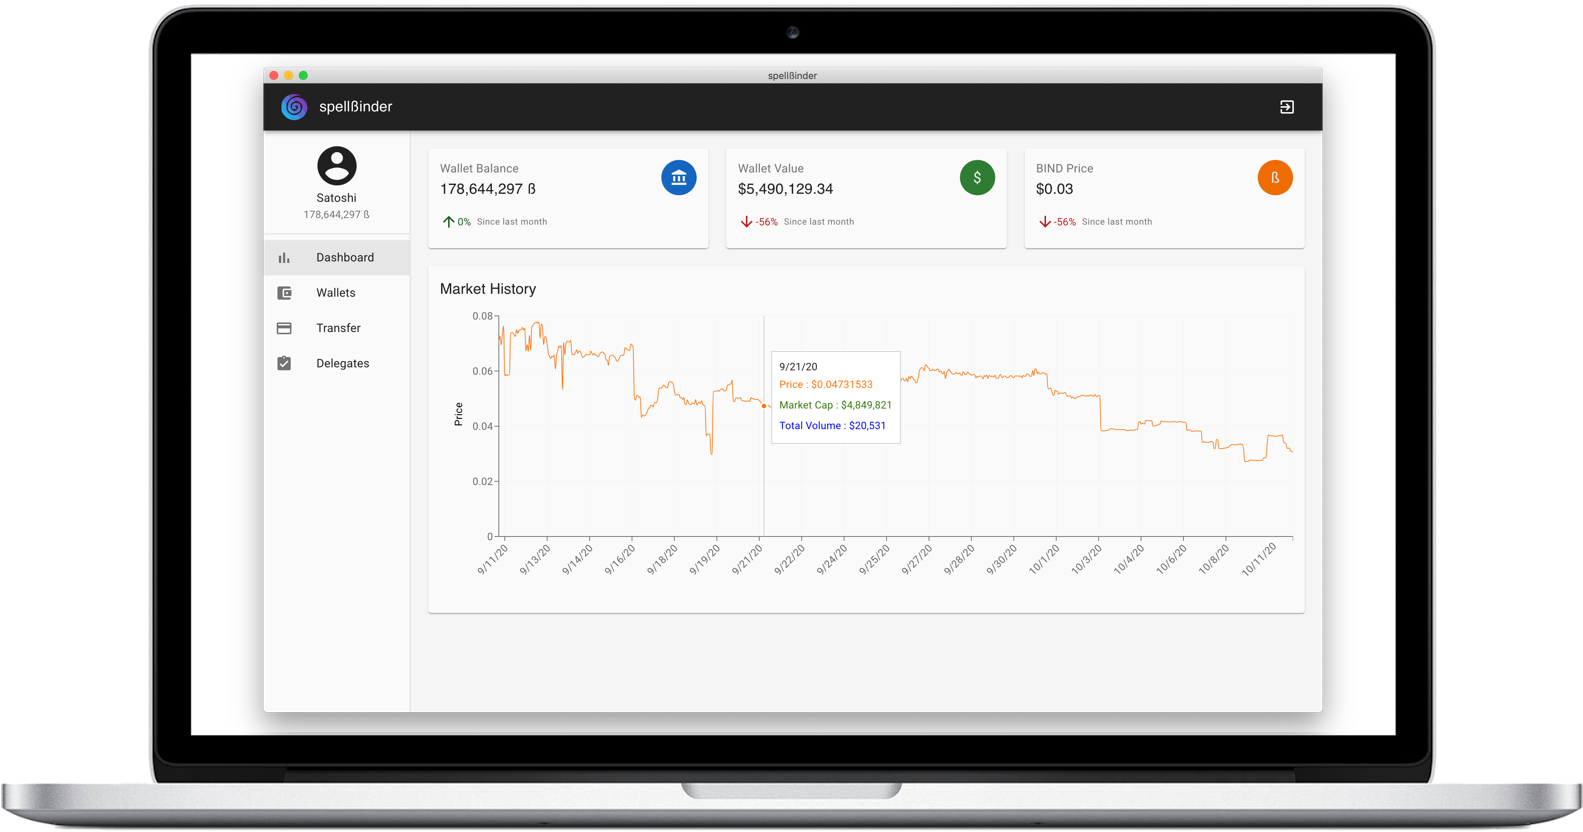 spellßinder
spellßinder
Satoshi
178,644,297 ß
Dashboard
Wallets
Transfer
Delegates
Wallet Balance
178,644,297 ß
0% Since last month
Wallet Value
$5,490,129.34
$
-56% Since last month
BIND Price
$0.03
ß
-56% Since last month
Market History
0.08
0.06
0.04
0.02
0
Price
9/21/20
Price : $0.04731533
Market Cap : $4,849,821
Total Volume : $20,531
9/11/20
9/13/20
9/14/20
9/16/20
9/18/20
9/19/20
9/21/20
9/22/20
9/24/20
9/25/20
9/27/20
9/28/20
9/30/20
10/1/20
10/3/20
10/4/20
10/6/20
10/8/20
10/11/20